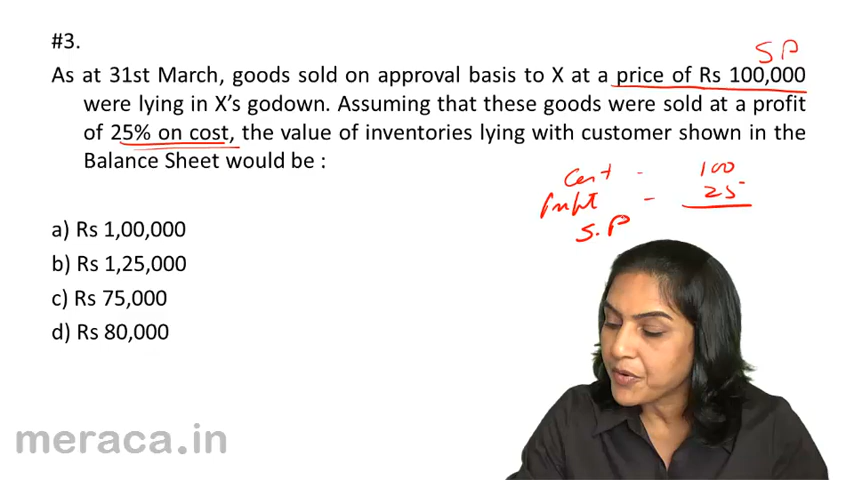 #3.
S P
As at 31st March, goods sold on approval basis to X at a price of Rs 100,000
were lying in X's godown. Assuming that these goods were sold at a profit
of 25% on cost, the value of inventories lying with customer shown in the
Balance Sheet would be :
Cost - 100
Profit - 25
S.P
a) Rs 1,00,000
b) Rs 1,25,000
c) Rs 75,000
d) Rs 80,000
meraca.in